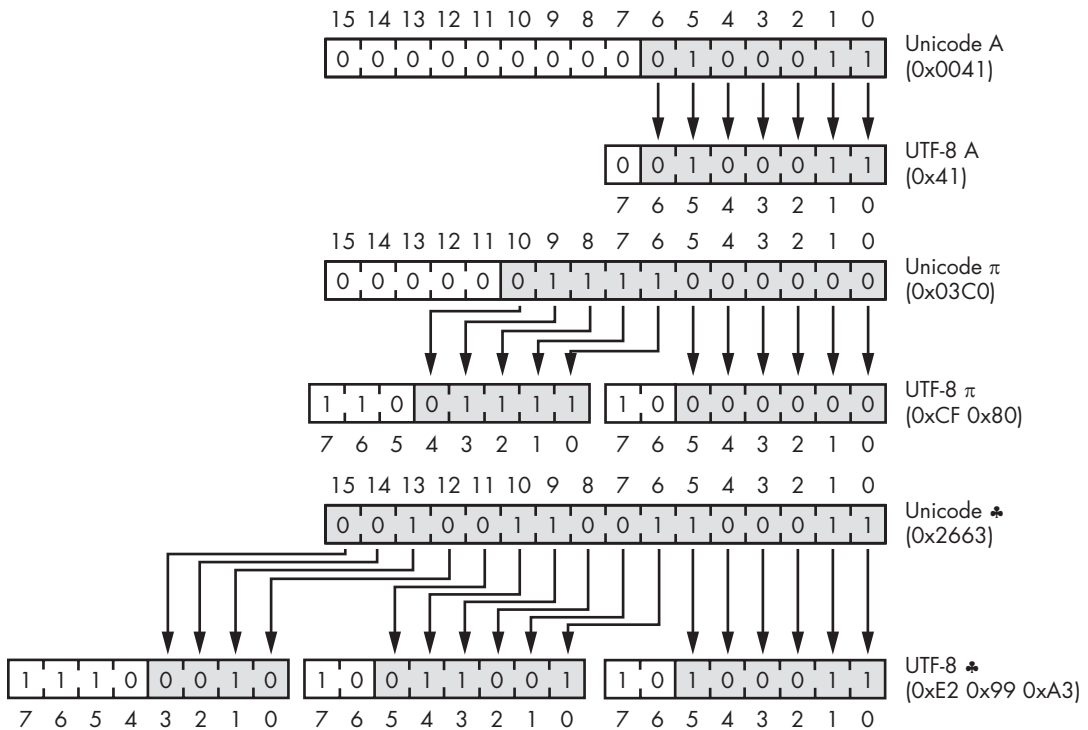 15 14 13 12 11 10 9 8 7 6 5 4 3 2 1 0
0 0 0 0 0 0 0 0 0 0 1 0 0 0 1 1
Unicode A
(0x0041)
0 0 1 0 0 0 1 1
UTF-8 A
(0x41)
7 6 5 4 3 2 1 0
15 14 13 12 11 10 9 8 7 6 5 4 3 2 1 0
0 0 0 0 0 0 1 1 1 1 0 0 0 0 0 0
Unicode π
(0x03C0)
1 1 0 0 1 1 1 1 1 0 0 0 0 0 0 0
UTF-8 π
(0xCF 0x80)
7 6 5 4 3 2 1 0 7 6 5 4 3 2 1 0
15 14 13 12 11 10 9 8 7 6 5 4 3 2 1 0
0 0 1 0 0 1 1 0 0 1 1 0 0 0 1 1
Unicode ♣
(0x2663)
1 1 1 0 0 0 1 0 1 0 0 1 1 0 0 1 1 0 1 0 0 0 1 1
UTF-8 ♣
(0xE2 0x99 0xA3)
7 6 5 4 3 2 1 0 7 6 5 4 3 2 1 0 7 6 5 4 3 2 1 0